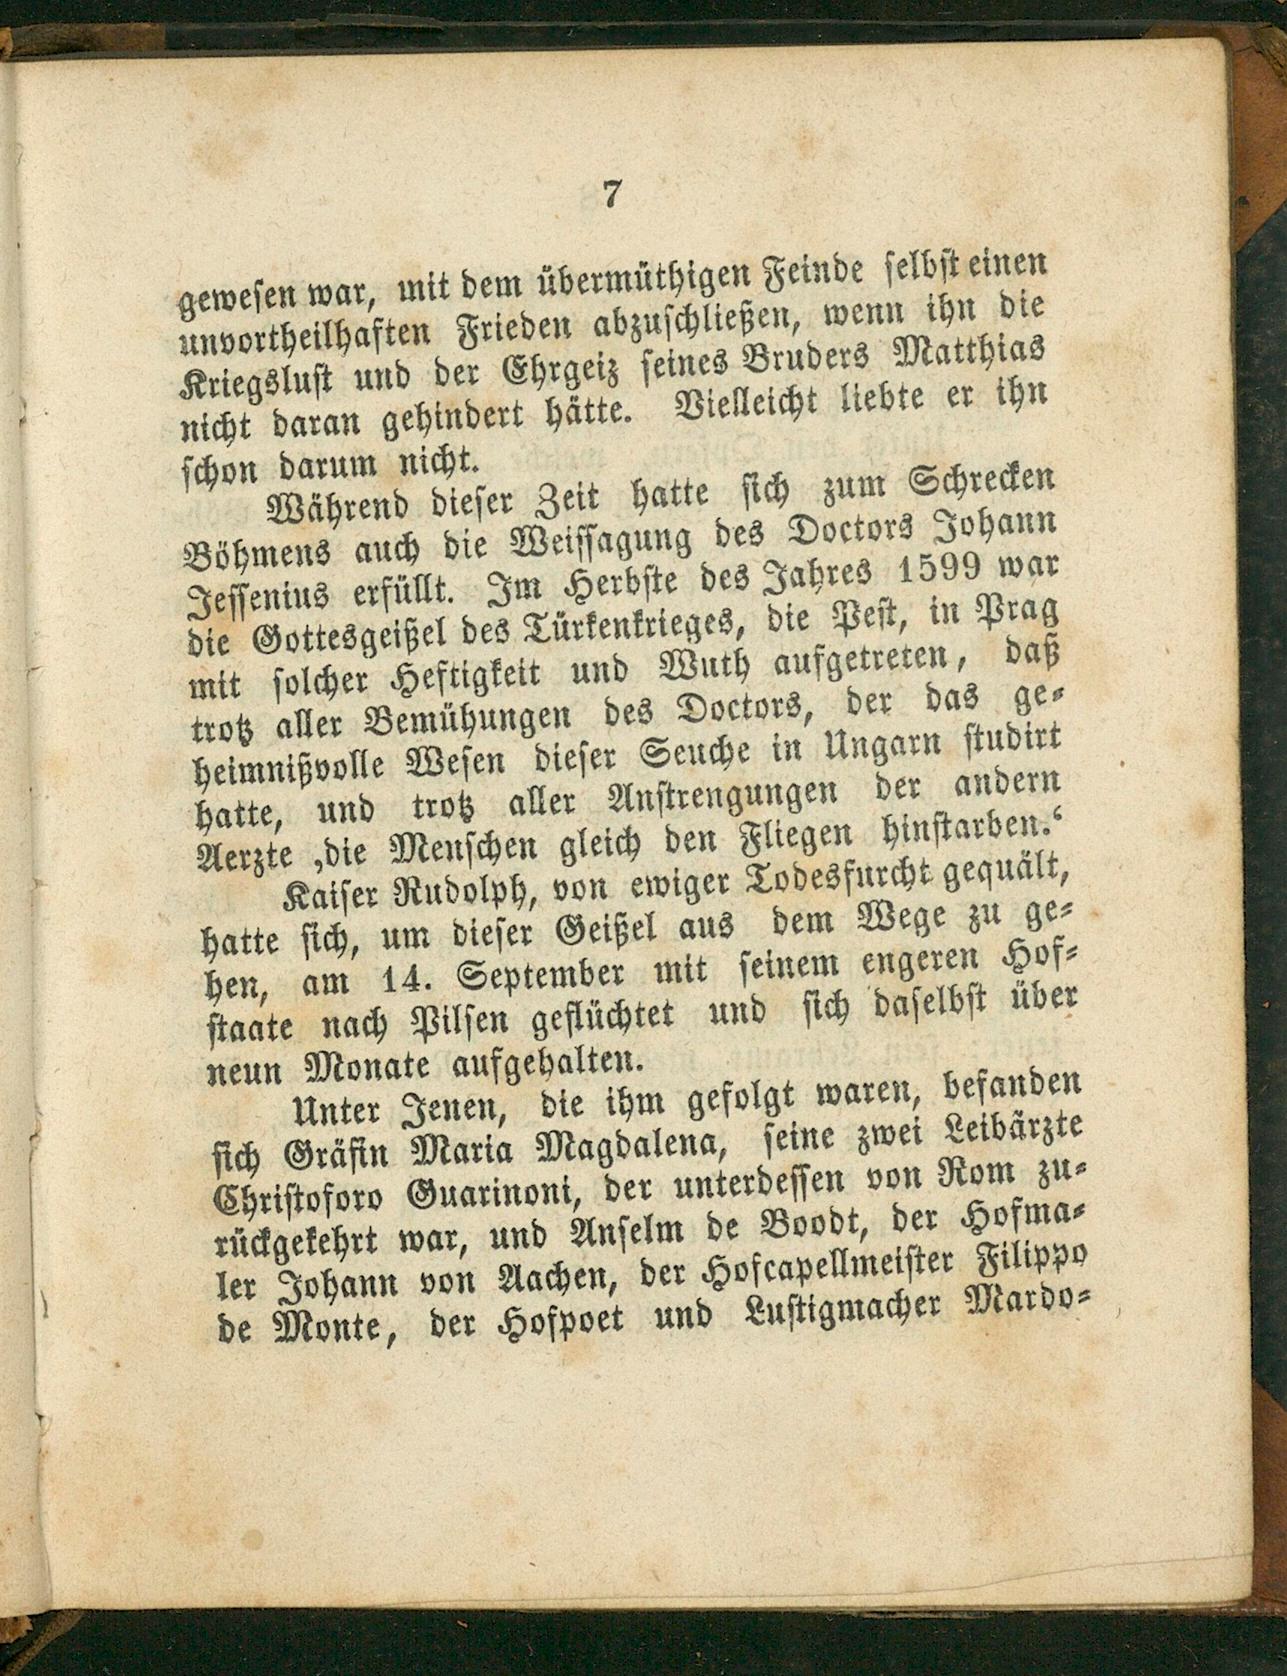 7
gewesen war, mit dem übermüthigen Feinde selbst einen
unvortheilhaften Frieden abzuschließen, wenn ihn die
Kriegslust und der Ehrgeiz seines Bruders Matthias
nicht daran gehindert hätte. Vielleicht liebte er ihn
schon darum nicht.
Während dieser Zeit hatte sich zum Schrecken
Böhmens auch die Weissagung des Doctors Johann
Jessenius erfüllt. Im Herbste des Jahres 1599 war
die Gottesgeißel des Türkenkrieges, die Pest, in Prag
mit solcher Heftigkeit und Wuth aufgetreten, daß
trotz aller Bemühungen des Doctors, der das ge-
heimnißvolle Wesen dieser Seuche in Ungarn studirt
hatte, und trotz aller Anstrengungen der andern
Aerzte ‚die Menschen gleich den Fliegen hinstarben.‘
Kaiser Rudolph, von ewiger Todesfurcht gequält,
hatte sich, um dieser Geißel aus dem Wege zu ge-
hen, am 14. September mit seinem engeren Hof-
staate nach Pilsen geflüchtet und sich daselbst über
neun Monate aufgehalten.
Unter Jenen, die ihm gefolgt waren, befanden
sich Gräfin Maria Magdalena, seine zwei Leibärzte
Christoforo Guarinoni, der unterdessen von Rom zu-
rückgekehrt war, und Anselm de Boodt, der Hofma-
ler Johann von Aachen, der Hofcapellmeister Filippo
de Monte, der Hofpoet und Lustigmacher Mardo-